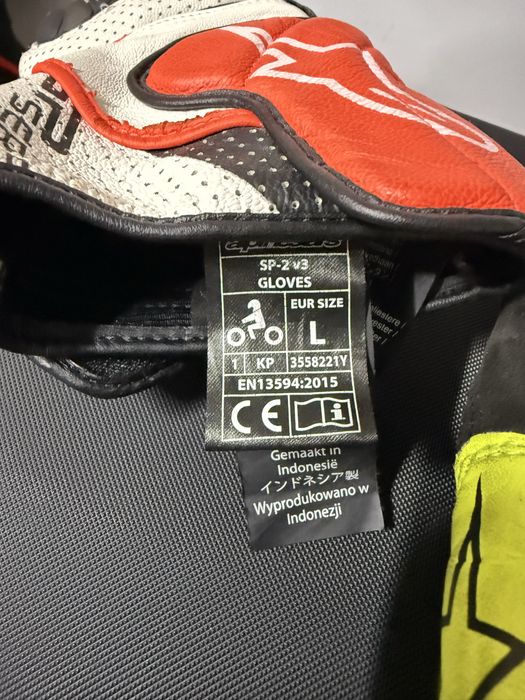 SP-2 v3
GLOVES
EUR SIZE
L
1 KP 3558221Y
EN13594:2015
CE i
Gemaakt in
Indonesië
インドネシア製
Wyprodukowano w
Indonezji